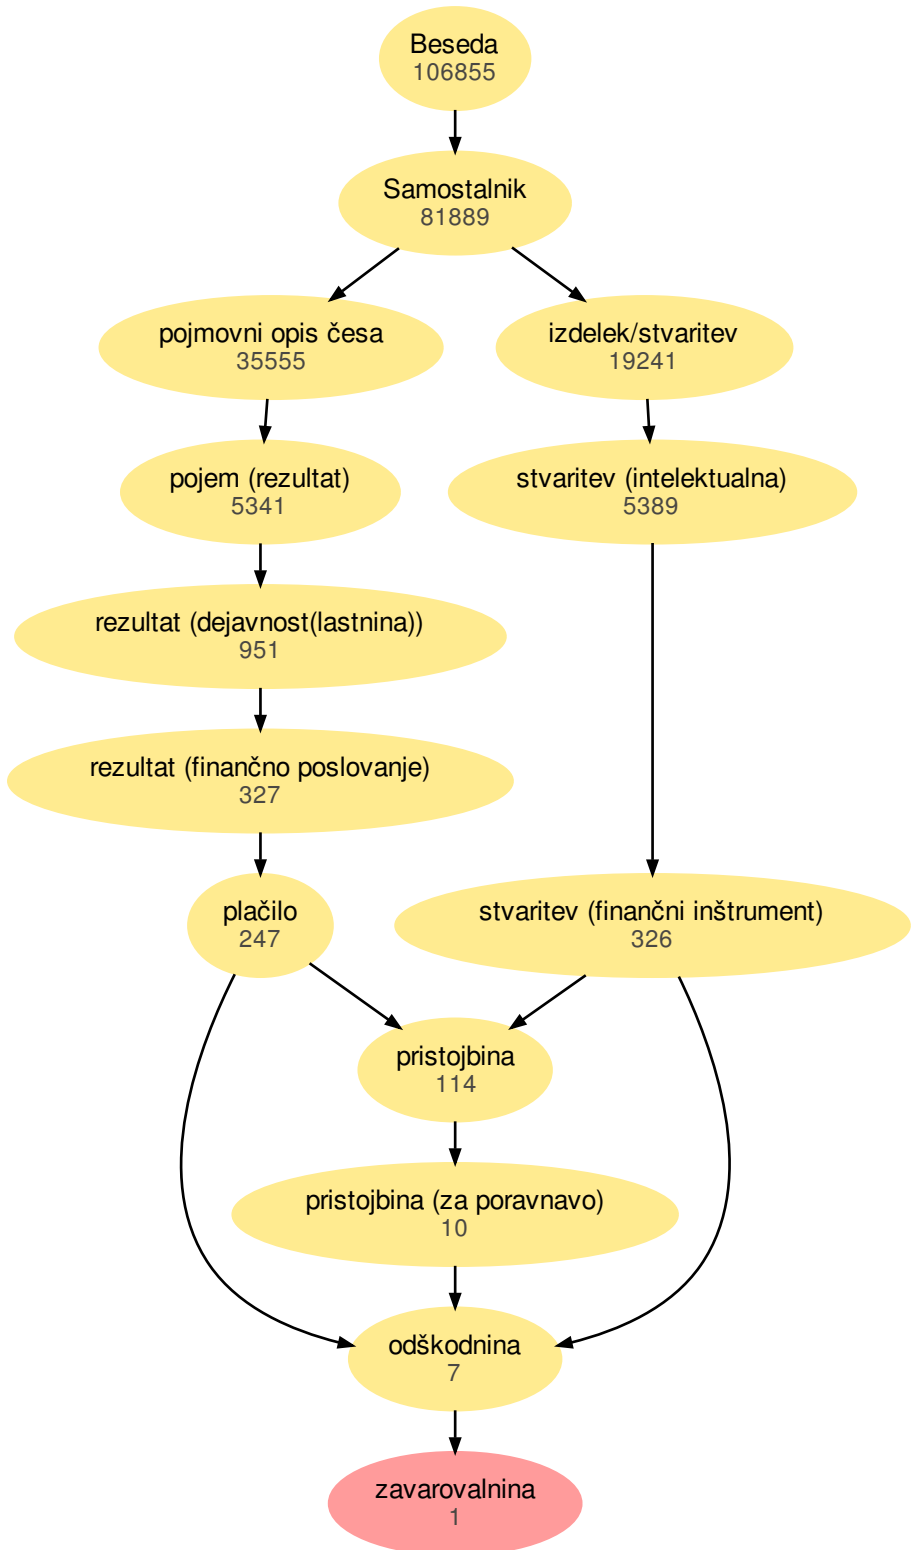 Beseda
106855
Samostalnik
81889
pojmovni opis česa
35555
izdelek/stvaritev
19241
pojem (rezultat)
5341
stvaritev (intelektualna)
5389
rezultat (dejavnost(lastnina))
951
rezultat (finančno poslovanje)
327
plačilo
247
stvaritev (finančni inštrument)
326
pristojbina
114
pristojbina (za poravnavo)
10
odškodnina
7
zavarovalnina
1